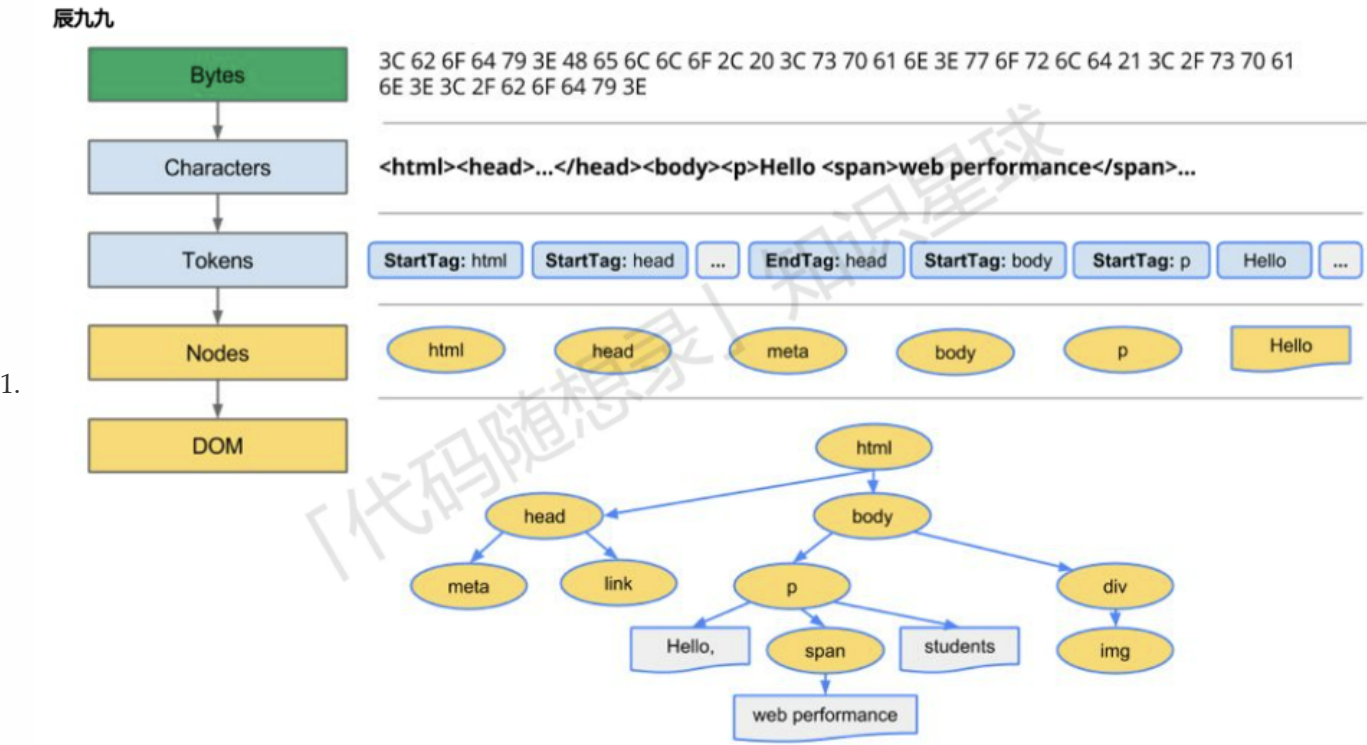 辰九九
Bytes
3C 62 6F 64 79 3E 48 65 6C 6C 6F 2C 20 3C 73 70 61 6E 3E 77 6F 72 6C 64 21 3C 2F 73 70 61
6E 3E 3C 2F 62 6F 64 79 3E
Characters
<html><head>...</head><body><p>Hello <span>web performance</span>...
Tokens
StartTag: html StartTag: head ... EndTag: head StartTag: body StartTag: p Hello ...
Nodes
html head meta body p Hello
1.
DOM
html
head body
meta link p div
Hello, span students img
web performance
「代码随想录」知识星球